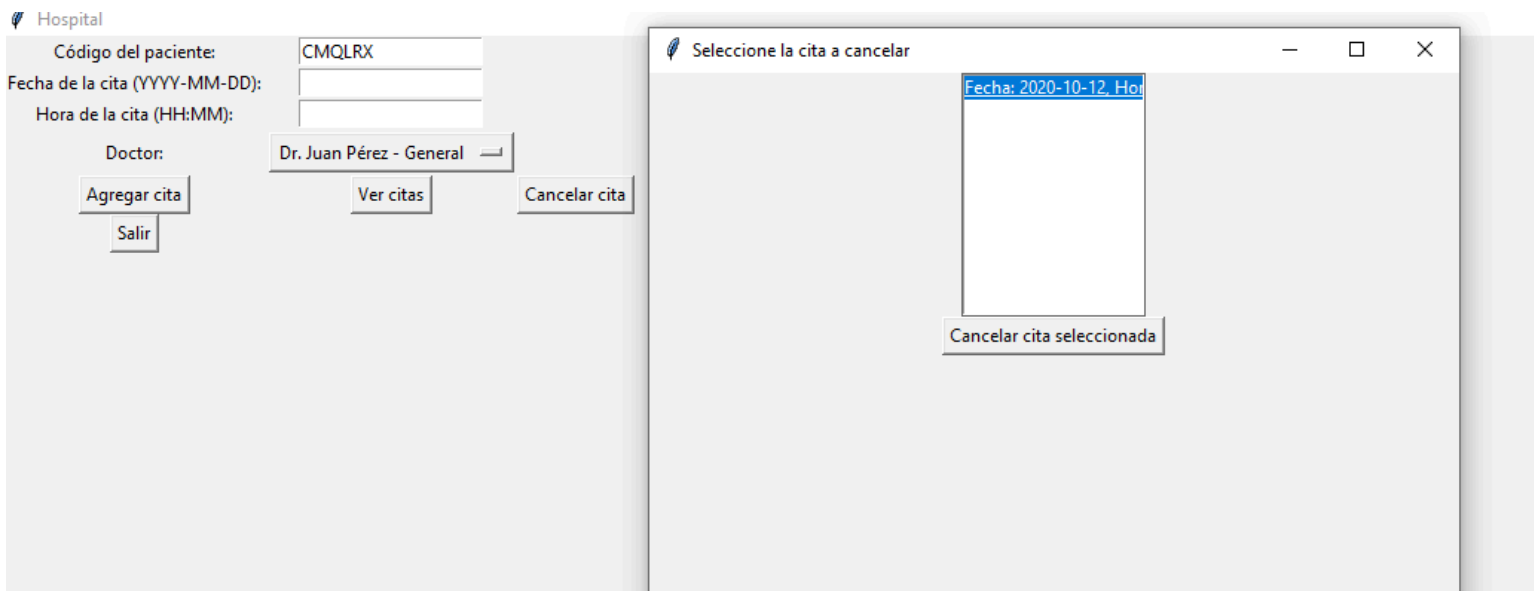 Hospital
Código del paciente: CMQLRX
Fecha de la cita (YYYY-MM-DD):
Hora de la cita (HH:MM):
Doctor: Dr. Juan Pérez - General
Agregar cita Ver citas Cancelar cita
Salir
Seleccione la cita a cancelar
Fecha: 2020-10-12, Hor
Cancelar cita seleccionada